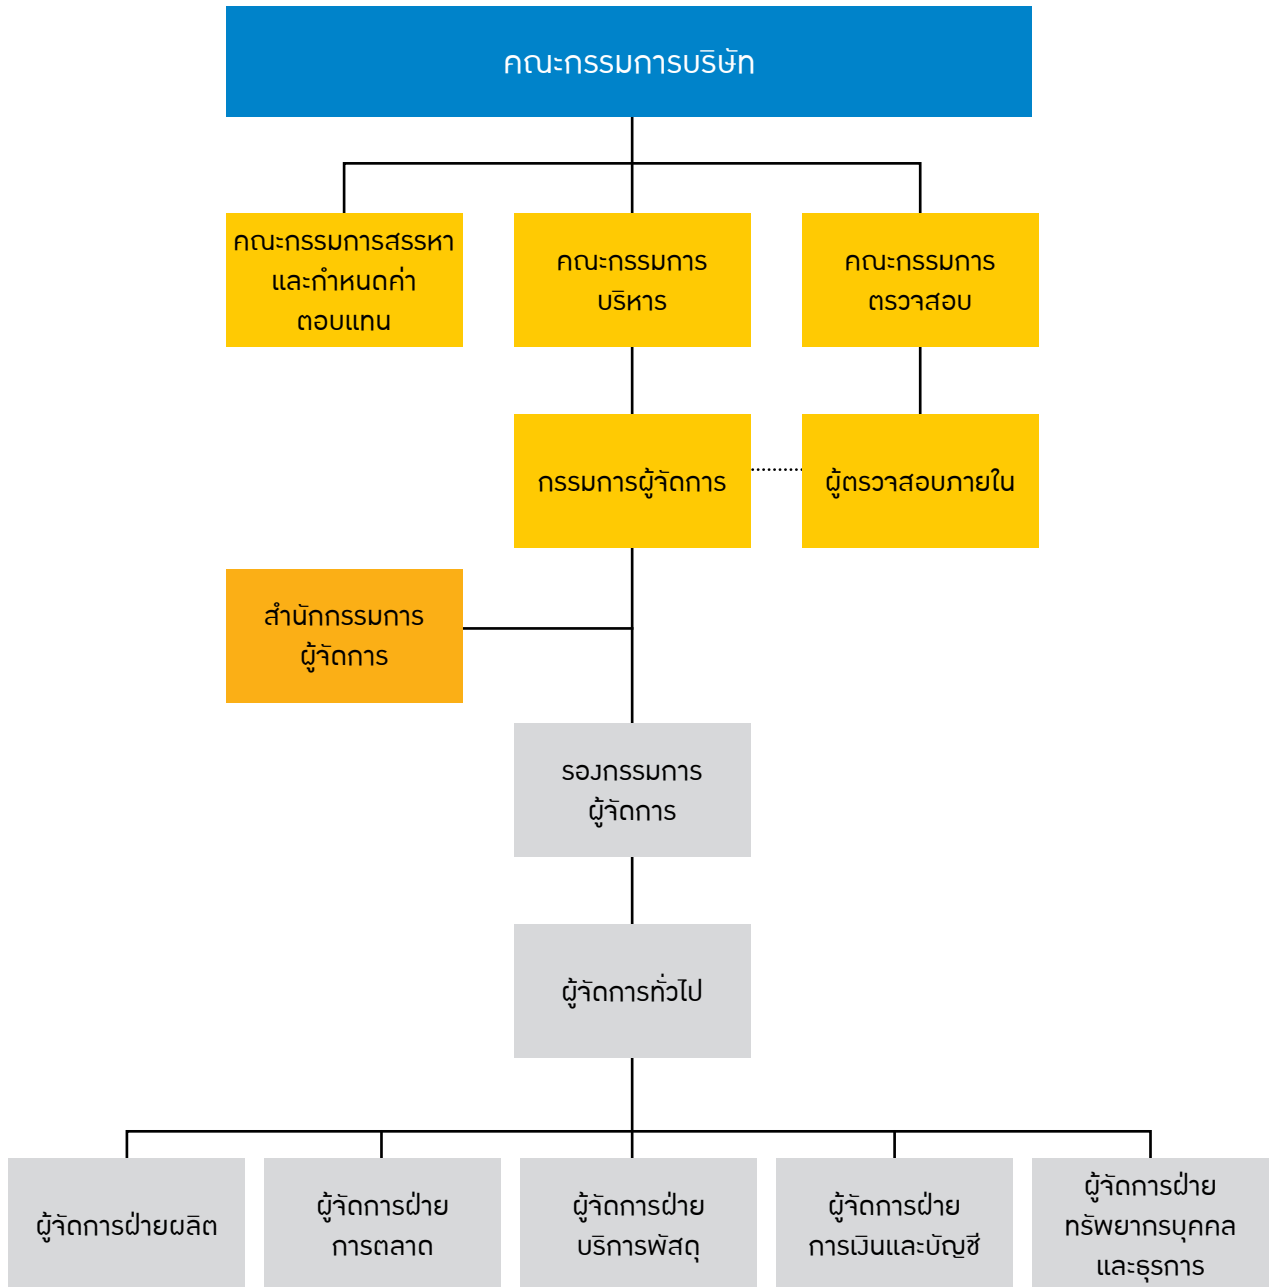 คณะกรรมการบริษัท
คณะกรรมการสรรหา
และกำหนดค่า
ตอบแทน
คณะกรรมการ
บริหาร
คณะกรรมการ
ตรวจสอบ
กรรมการผู้จัดการ
ผู้ตรวจสอบภายใน
สำนักกรรมการ
ผู้จัดการ
รองกรรมการ
ผู้จัดการ
ผู้จัดการทั่วไป
ผู้จัดการฝ่ายผลิต
ผู้จัดการฝ่าย
การตลาด
ผู้จัดการฝ่าย
บริการพัสดุ
ผู้จัดการฝ่าย
การเงินและบัญชี
ผู้จัดการฝ่าย
ทรัพยากรบุคคล
และธุรการ